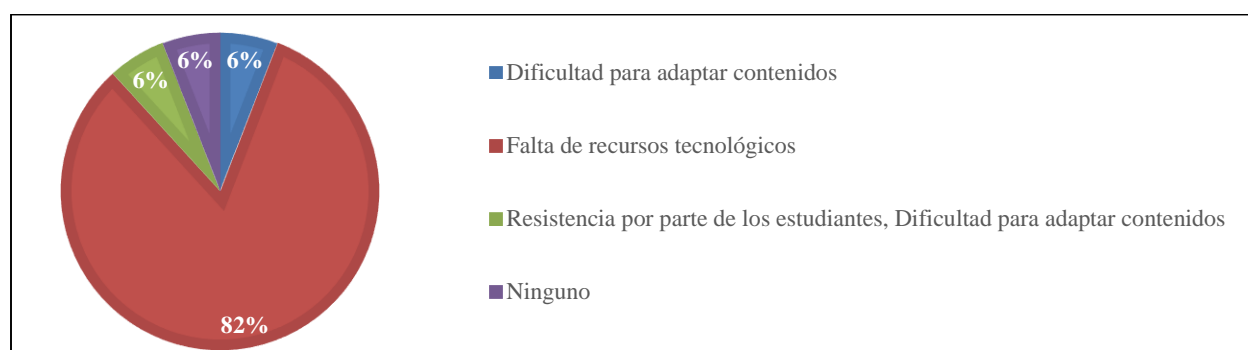 6%
6%
6%
82%
Dificultad para adaptar contenidos
Falta de recursos tecnológicos
Resistencia por parte de los estudiantes, Dificultad para adaptar contenidos
Ninguno